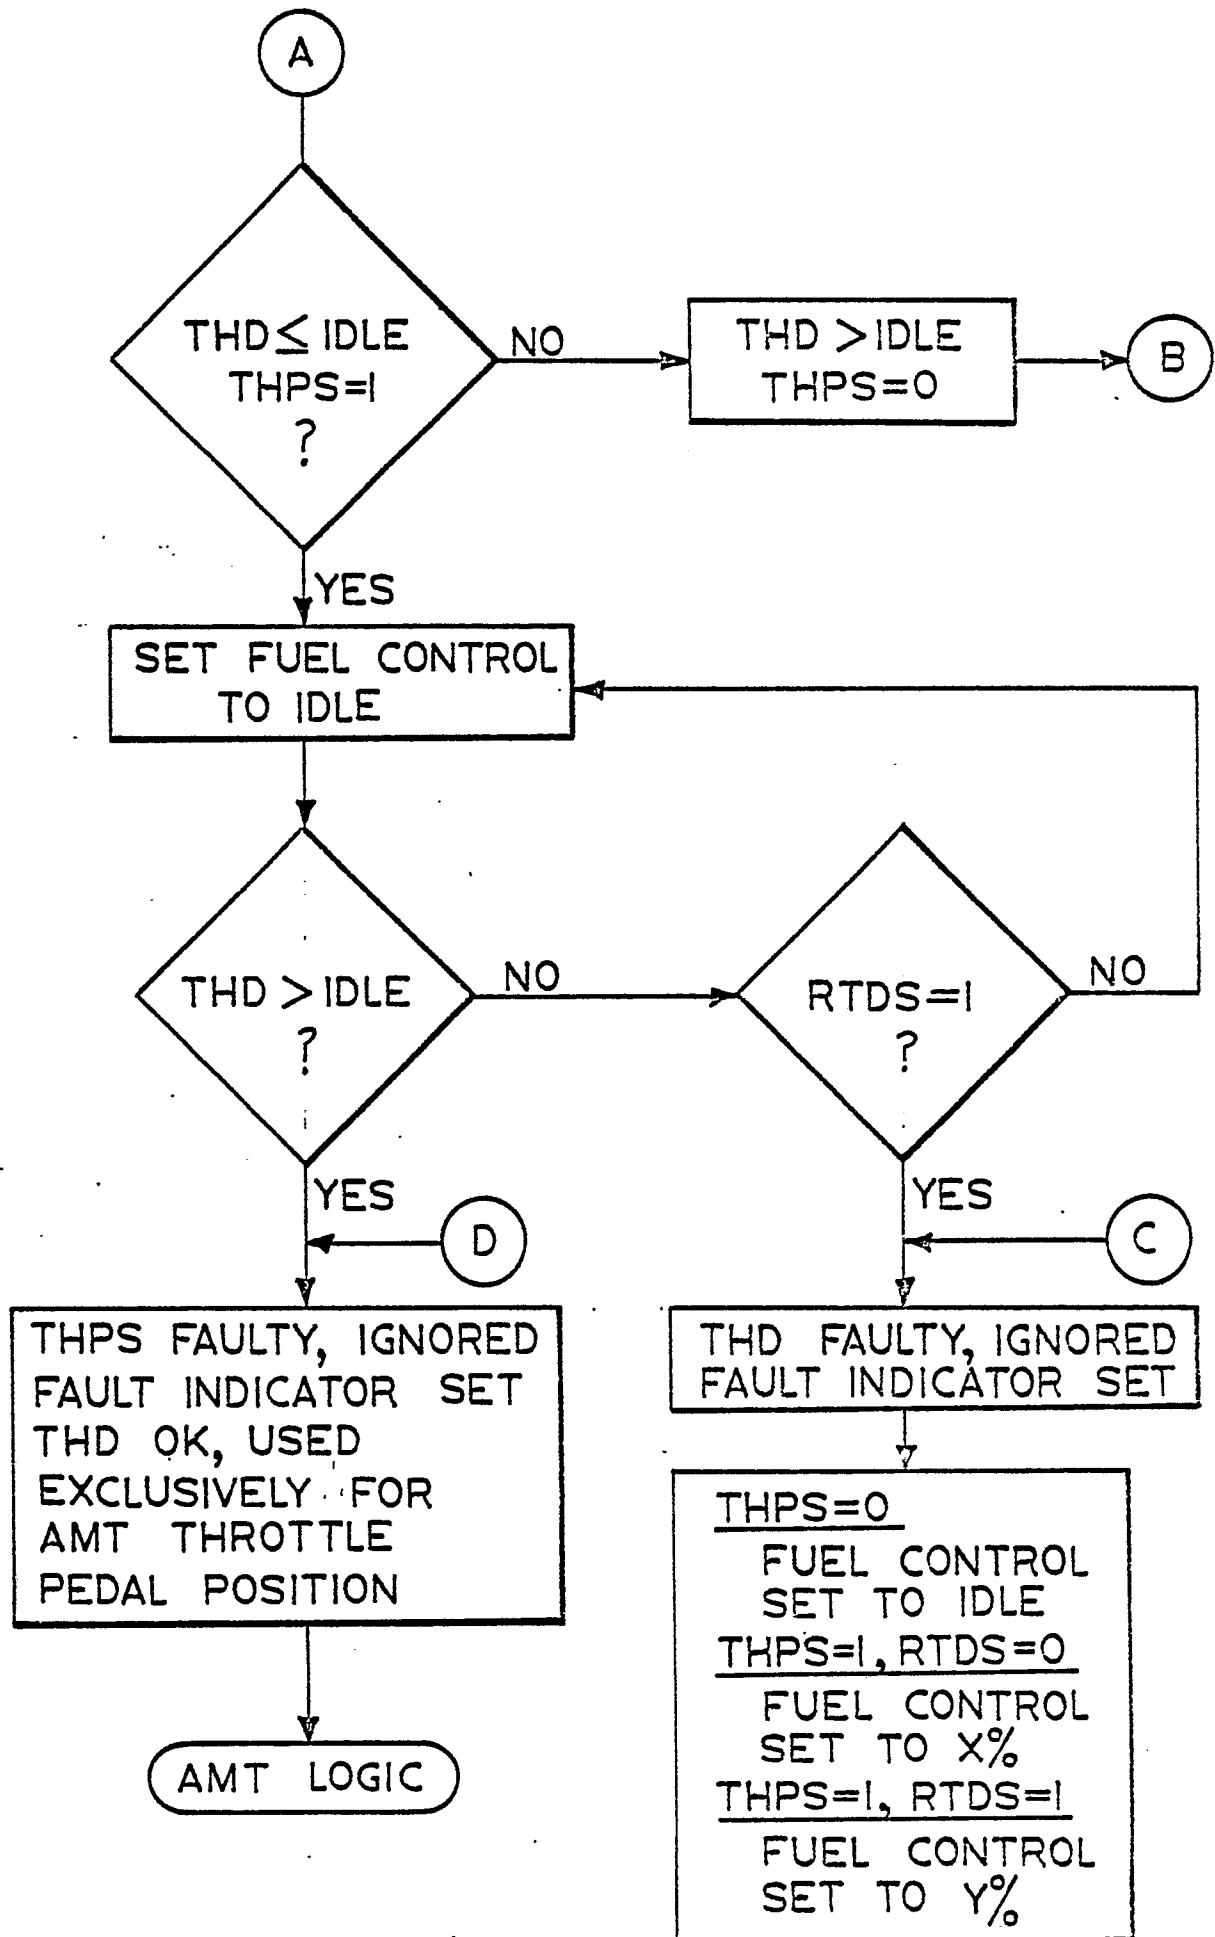 A
THD ≤ IDLE
THPS=1
?
NO
THD > IDLE
THPS=0
B
YES
SET FUEL CONTROL
TO IDLE
THD > IDLE
?
NO
RTDS=1
?
NO
YES
D
YES
C
THPS FAULTY, IGNORED
FAULT INDICATOR SET
THD OK, USED
EXCLUSIVELY FOR
AMT THROTTLE
PEDAL POSITION
AMT LOGIC
THD FAULTY, IGNORED
FAULT INDICATOR SET
THPS=0
FUEL CONTROL
SET TO IDLE
THPS=1, RTDS=0
FUEL CONTROL
SET TO X%
THPS=1, RTDS=1
FUEL CONTROL
SET TO Y%